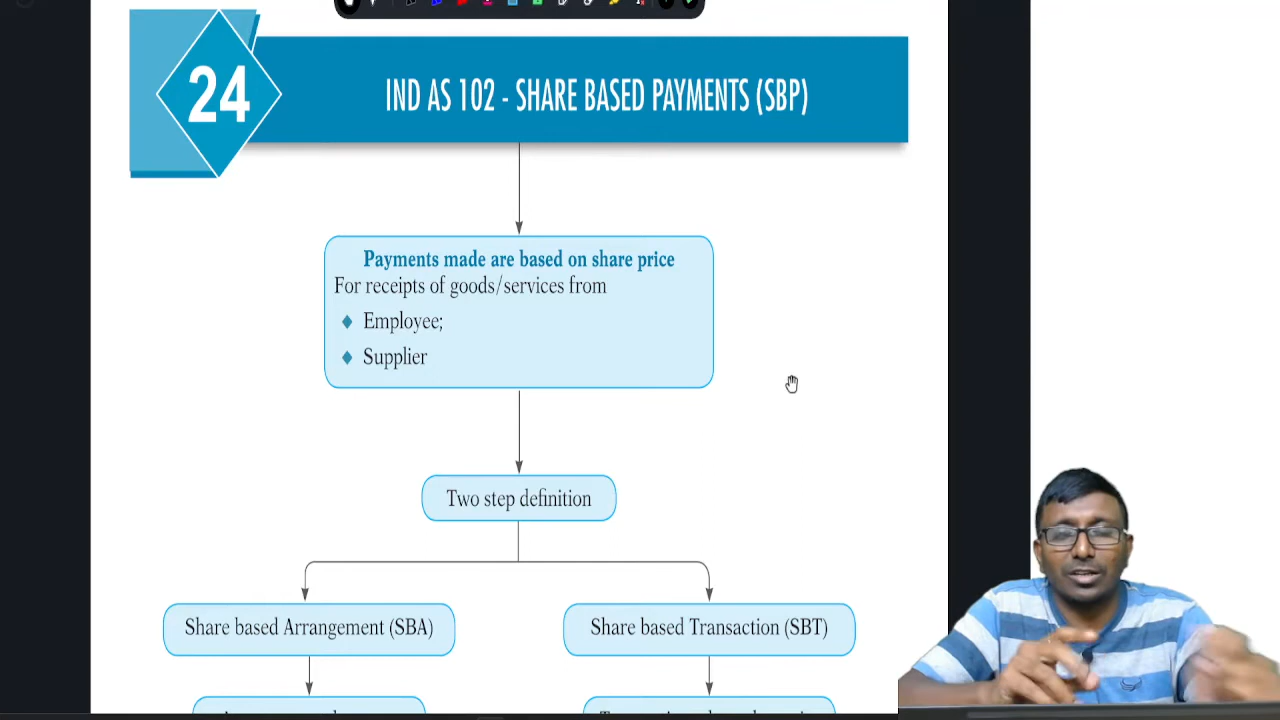 24
IND AS 102 - SHARE BASED PAYMENTS (SBP)
Payments made are based on share price
For receipts of goods/services from
Employee;
Supplier
Two step definition
Share based Arrangement (SBA)
Share based Transaction (SBT)